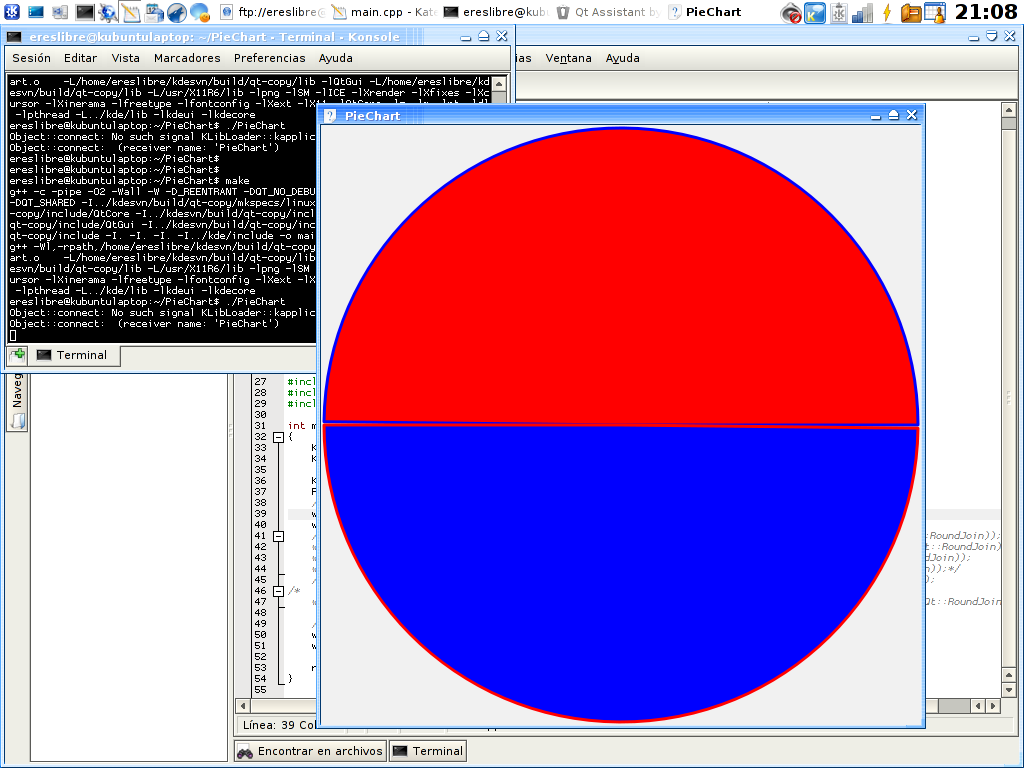 ftp://ereslibre@
main.cpp - Kate
ereslibre@kubu
Qt Assistant by
PieChart
21:08
ereslibre@kubuntulaptop: ~/PieChart - Terminal - Konsole
Sesión Editar Vista Marcadores Preferencias Ayuda
ias Ventana Ayuda
art.o -L/home/ereslibre/kdesvn/build/qt-copy/lib -lQtGui -L/home/ereslibre/kd
esvn/build/qt-copy/lib -L/usr/X11R6/lib -lpng -lSM -lICE -lXrender -lXfixes -lXc
ursor -lXinerama -lfreetype -lfontconfig -lXext -lX11
-lpthread -L../kde/lib -lkdeui -lkdecore
ereslibre@kubuntulaptop:~/PieChart$ ./PieChart
Object::connect: No such signal KLibLoader::kapplic
Object::connect: (receiver name: 'PieChart')
ereslibre@kubuntulaptop:~/PieChart$
ereslibre@kubuntulaptop:~/PieChart$
ereslibre@kubuntulaptop:~/PieChart$ make
g++ -c -pipe -O2 -Wall -W -D_REENTRANT -DQT_NO_DEBU
-DQT_SHARED -I../kdesvn/build/qt-copy/mkspecs/linux
-copy/include/QtCore -I../kdesvn/build/qt-copy/incl
qt-copy/include/QtGui -I../kdesvn/build/qt-copy/inc
qt-copy/include -I. -I. -I. -I../kde/include -o mai
g++ -Wl,-rpath,/home/ereslibre/kdesvn/build/qt-copy
art.o -L/home/ereslibre/kdesvn/build/qt-copy/lib
esvn/build/qt-copy/lib -L/usr/X11R6/lib -lpng -lSM
ursor -lXinerama -lfreetype -lfontconfig -lXext -lX
-lpthread -L../kde/lib -lkdeui -lkdecore
ereslibre@kubuntulaptop:~/PieChart$ ./PieChart
Object::connect: No such signal KLibLoader::kapplic
Object::connect: (receiver name: 'PieChart')
Terminal
PieChart
Naveg
27 #incl
28 #incl
29 #incl
30
31 int m
32 {
33 K
34 K
35
36 K
37 P
38 /
39 w
40 w
41 / ::RoundJoin));
42 t::RoundJoin)
43 Join));
44 n));*/
45 / );
46 /*
47 Qt::RoundJoin
48
49 /
50 w
51 w
52
53 r
54 }
55
Línea: 39 Col
Encontrar en archivos
Terminal